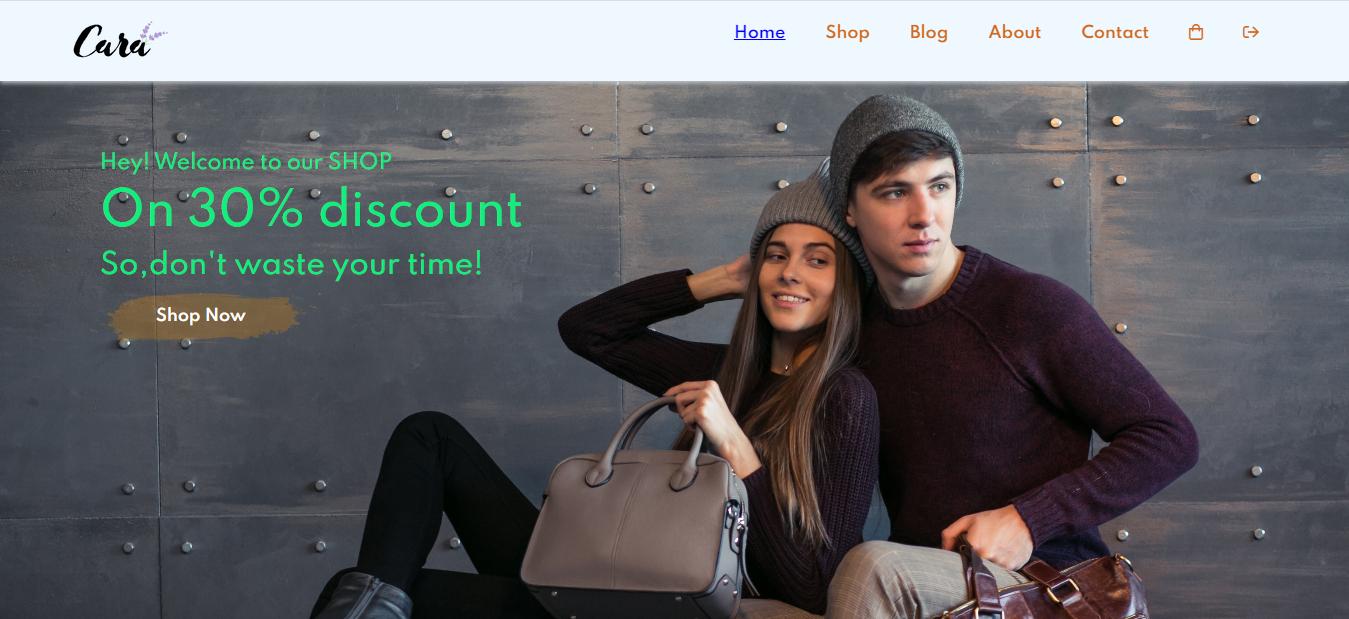 Cara
Home Shop Blog About Contact
Hey! Welcome to our SHOP
On 30% discount
So,don't waste your time!
Shop Now